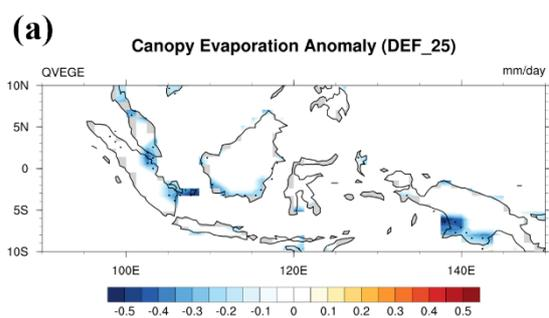 (a)
Canopy Evaporation Anomaly (DEF_25)
QVEGE mm/day
10N
5N
0
5S
10S
100E 120E 140E
-0.5 -0.4 -0.3 -0.2 -0.1 0 0.1 0.2 0.3 0.4 0.5